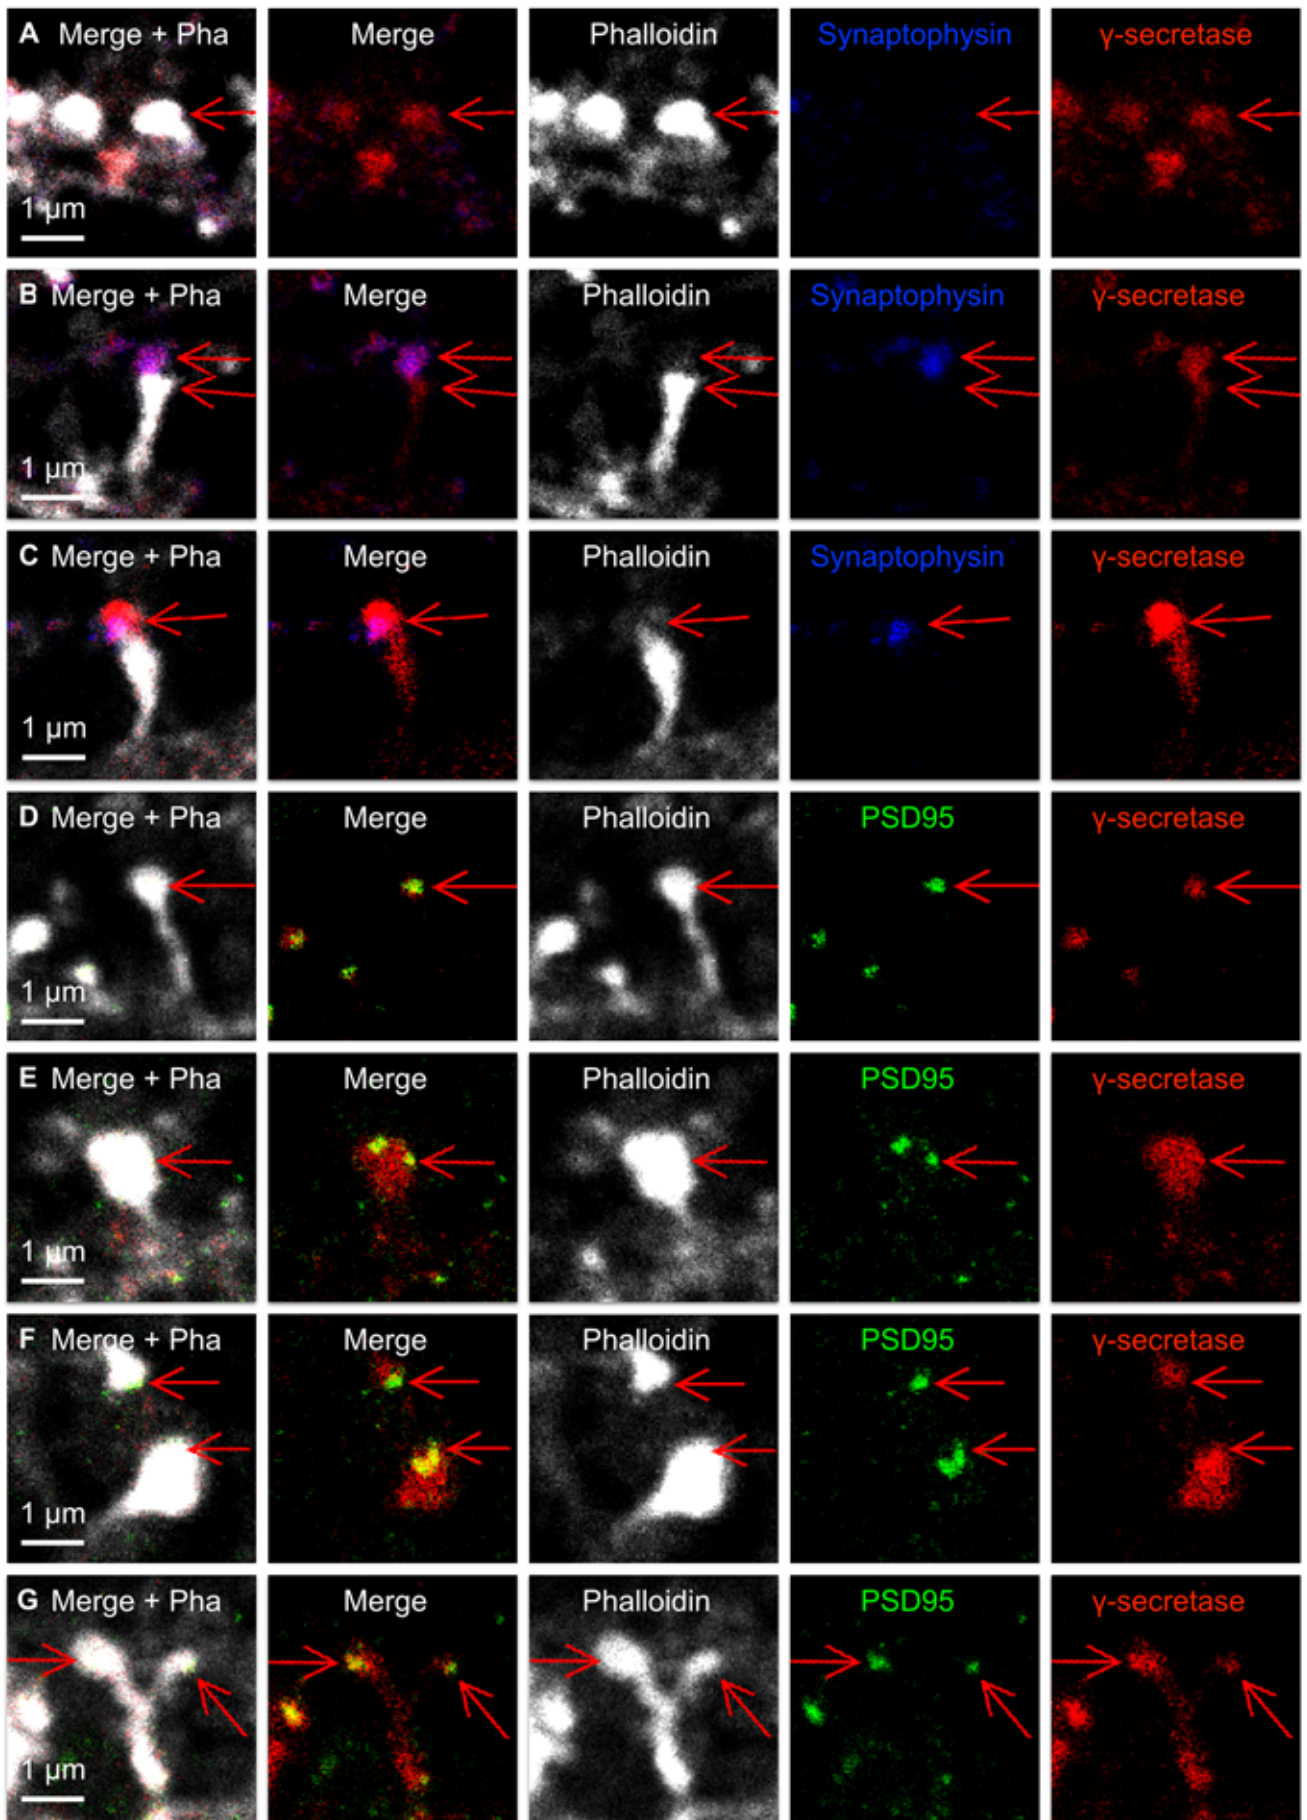 A Merge + Pha Merge Phalloidin Synaptophysin γ-secretase
1 μm
B Merge + Pha Merge Phalloidin Synaptophysin γ-secretase
1 μm
C Merge + Pha Merge Phalloidin Synaptophysin γ-secretase
1 μm
D Merge + Pha Merge Phalloidin PSD95 γ-secretase
1 μm
E Merge + Pha Merge Phalloidin PSD95 γ-secretase
1 μm
F Merge + Pha Merge Phalloidin PSD95 γ-secretase
1 μm
G Merge + Pha Merge Phalloidin PSD95 γ-secretase
1 μm